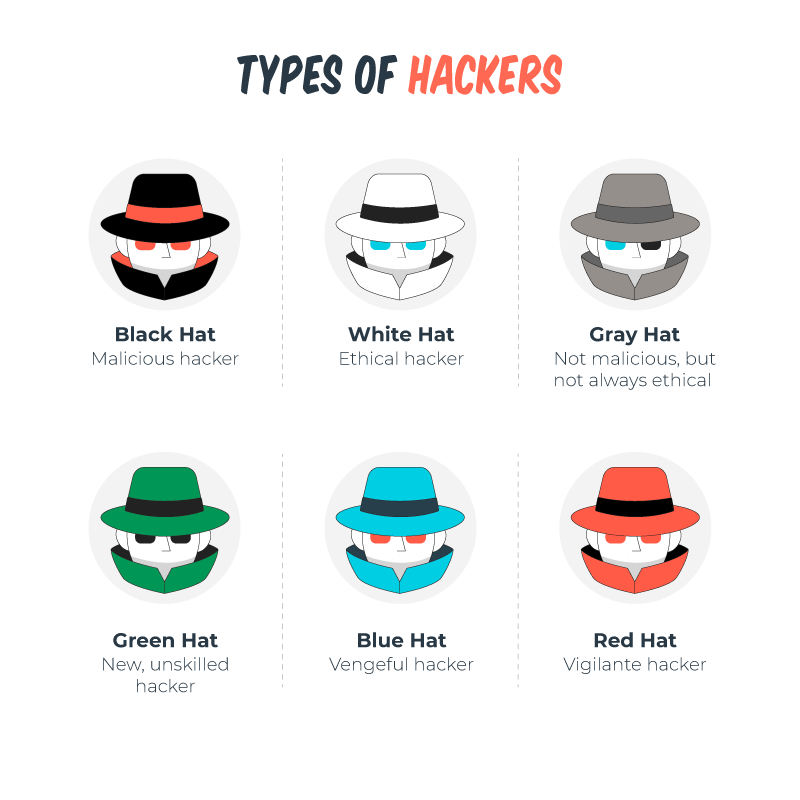 TYPES OF HACKERS
Black Hat
Malicious hacker
White Hat
Ethical hacker
Gray Hat
Not malicious, but
not always ethical
Green Hat
New, unskilled
hacker
Blue Hat
Vengeful hacker
Red Hat
Vigilante hacker